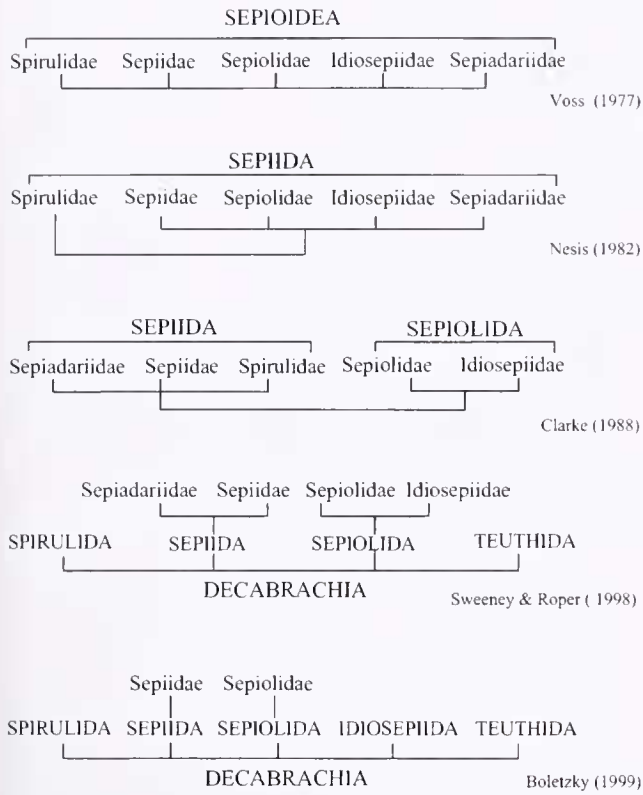 SEPIOIDEA
Spirulidae Sepiidae Sepiolidae Idiosepiidae Sepiadariidae
Voss (1977)
SEPIIDA
Spirulidae Sepiidae Sepiolidae Idiosepiidae Sepiadariidae
Nesis (1982)
SEPIIDA SEPIOLIDA
Sepiadariidae Sepiidae Spirulidae Sepiolidae Idiosepiidae
Clarke (1988)
Sepiadariidae Sepiidae Sepiolidae Idiosepiidae
SPIRULIDA SEPIIDA SEPIOLIDA TEUTHIDA
DECABRACHIA
Sweeney & Roper ( 1998)
Sepiidae Sepiolidae
SPIRULIDA SEPIIDA SEPIOLIDA IDIOSEPIIDA TEUTHIDA
DECABRACHIA
Boletzky (1999)